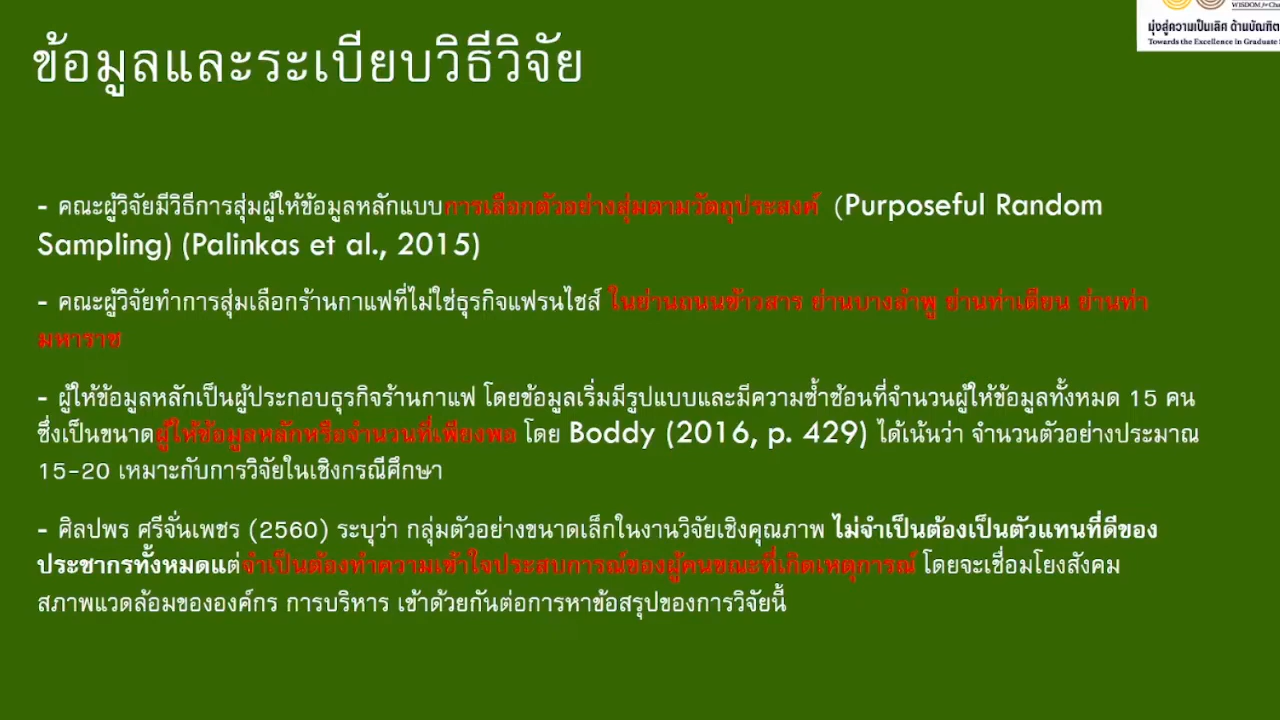 WISDOM for Cha
มุ่งสู่ความเป็นเลิศ ด้านบัณฑิต
Towards the Excellence in Graduate
ข้อมูลและระเบียบวิธีวิจัย
- คณะผู้วิจัยมีวิธีการสุ่มผู้ให้ข้อมูลหลักแบบการเลือกตัวอย่างสุ่มตามวัตถุประสงค์ (Purposeful Random
Sampling) (Palinkas et al., 2015)
- คณะผู้วิจัยทำการสุ่มเลือกร้านกาแฟที่ไม่ใช่ธุรกิจแฟรนไชส์ ในย่านถนนข้าวสาร ย่านบางลำพู ย่านท่าเตียน ย่านท่า
มหาราช
- ผู้ให้ข้อมูลหลักเป็นผู้ประกอบธุรกิจร้านกาแฟ โดยข้อมูลเริ่มมีรูปแบบและมีความซ้ำซ้อนที่จำนวนผู้ให้ข้อมูลทั้งหมด 15 คน
ซึ่งเป็นขนาดผู้ให้ข้อมูลหลักหรือจำนวนที่เพียงพอ โดย Boddy (2016, p. 429) ได้เน้นว่า จำนวนตัวอย่างประมาณ
15-20 เหมาะกับการวิจัยในเชิงกรณีศึกษา
- ศิลปพร ศรีจั่นเพชร (2560) ระบุว่า กลุ่มตัวอย่างขนาดเล็กในงานวิจัยเชิงคุณภาพ ไม่จำเป็นต้องเป็นตัวแทนที่ดีของ
ประชากรทั้งหมดแต่จำเป็นต้องทำความเข้าใจประสบการณ์ของผู้คนขณะที่เกิดเหตุการณ์ โดยจะเชื่อมโยงสังคม
สภาพแวดล้อมขององค์กร การบริหาร เข้าด้วยกันต่อการหาข้อสรุปของการวิจัยนี้